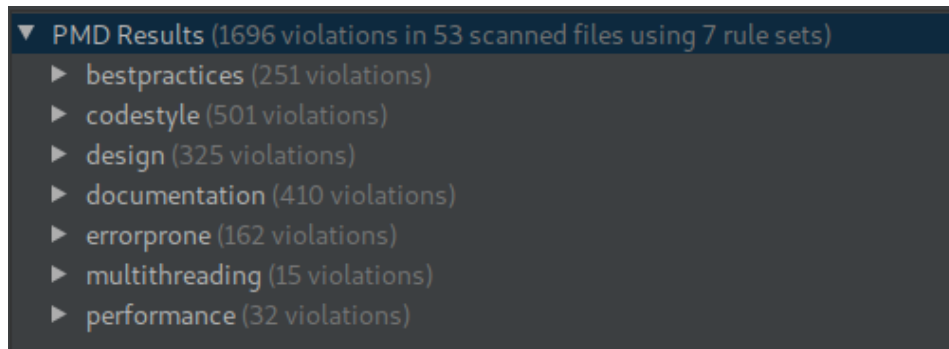 PMD Results (1696 violations in 53 scanned files using 7 rule sets)
bestpractices (251 violations)
codestyle (501 violations)
design (325 violations)
documentation (410 violations)
errorprone (162 violations)
multithreading (15 violations)
performance (32 violations)